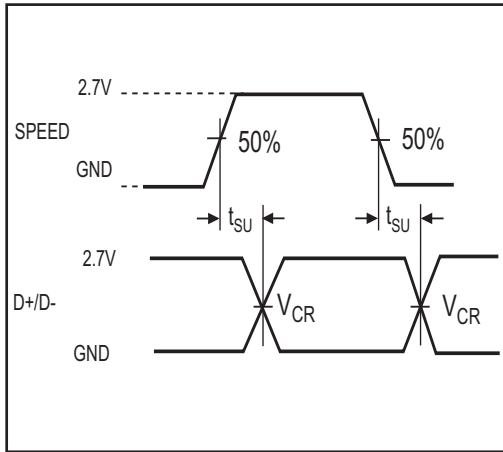 2.7V
SPEED
50%
50%
GND
t_SU
t_SU
2.7V
D+/D-
V_CR
V_CR
GND